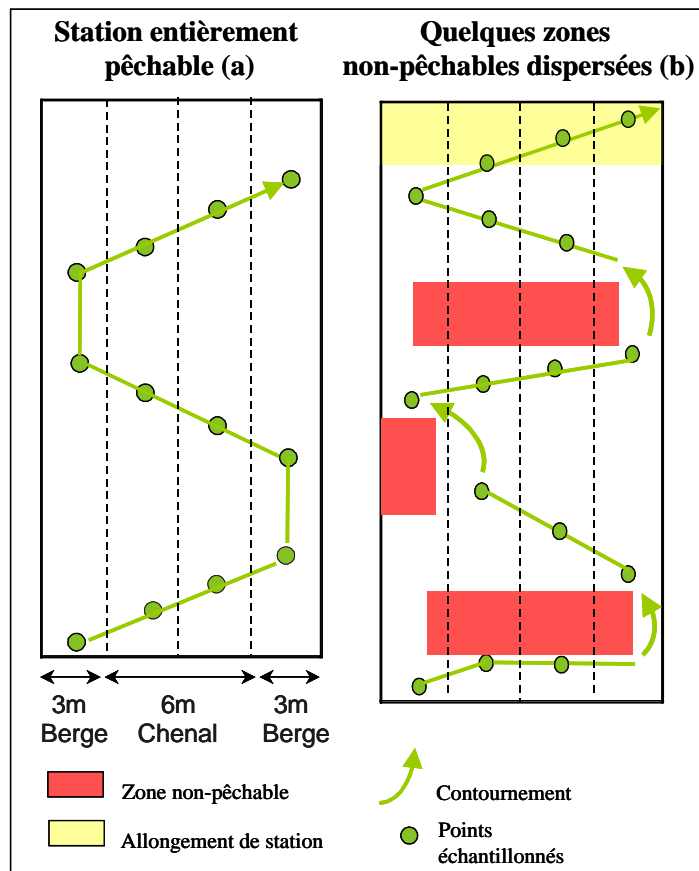 Station entièrement
pêchable (a)
Quelques zones
non-pêchables dispersées (b)
3m
Berge
6m
Chenal
3m
Berge
Zone non-pêchable
Allongement de station
Contournement
Points
échantillonnés